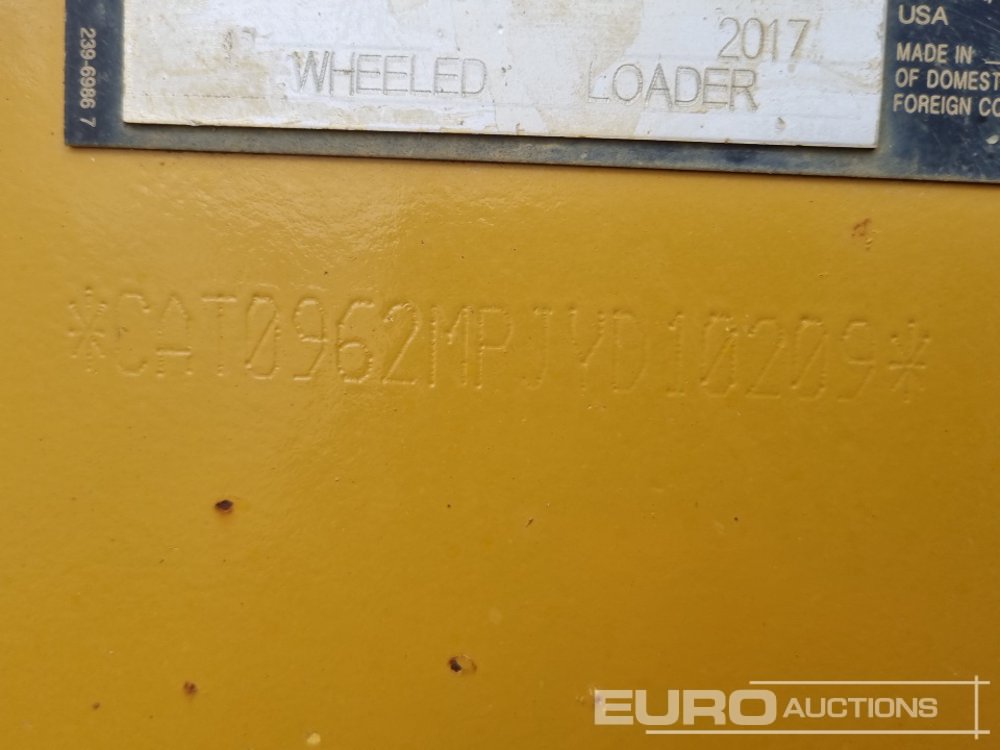 239-6986 7
2017
WHEELED LOADER
USA
MADE IN
OF DOMEST
FOREIGN CO
*CAT0962MPJYD10209*
EURO AUCTIONS